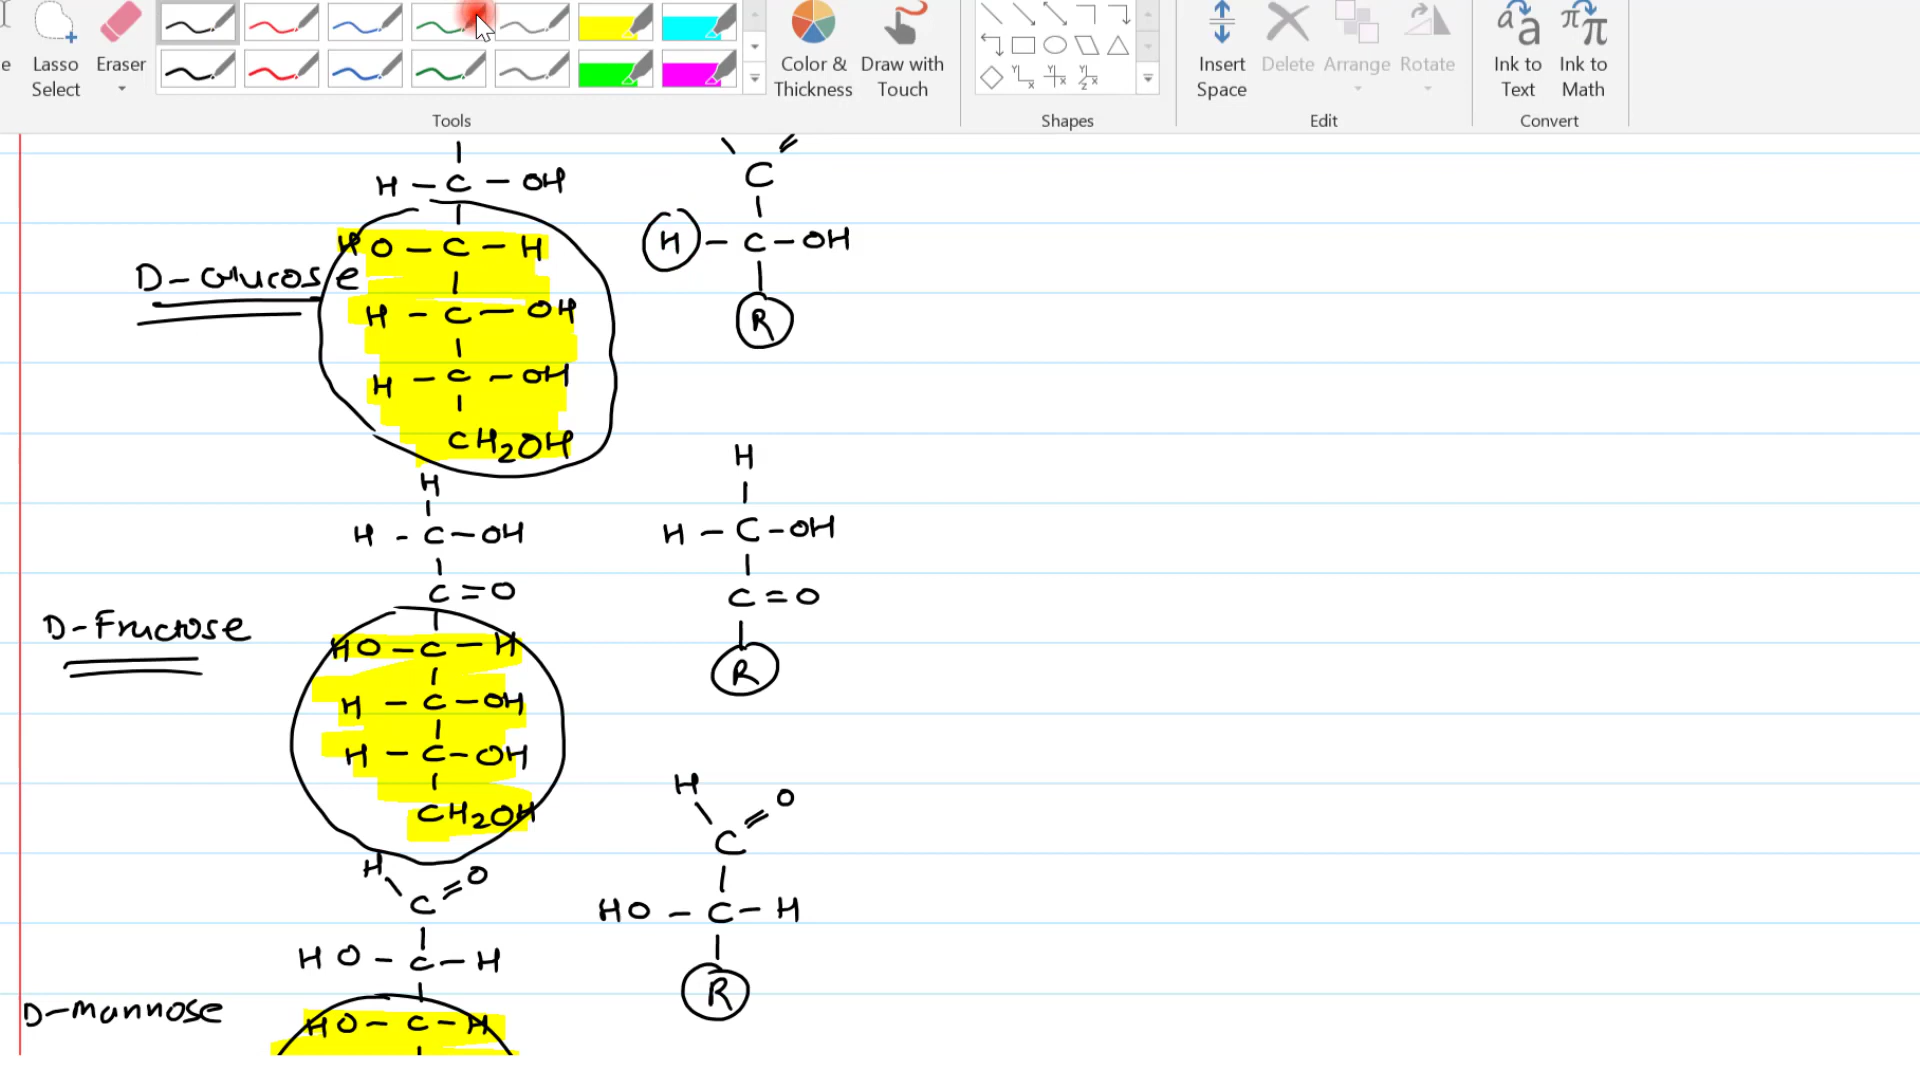 Lasso Select
Eraser
Color & Thickness
Draw with Touch
Insert Space
Delete
Arrange
Rotate
Ink to Text
Ink to Math
Tools
Shapes
Edit
Convert
H - C - OH
HO - C - H
D - Glucose
H - C - OH
H - C - OH
CH2OH
C
H - C - OH
R
H
H - C - OH
C = O
D-Fructose
HO - C - H
H - C - OH
H - C - OH
CH2OH
H
H - C - OH
C = O
R
H O
C
HO - C - H
D-mannose
HO - C - H
H O
C
HO - C - H
R